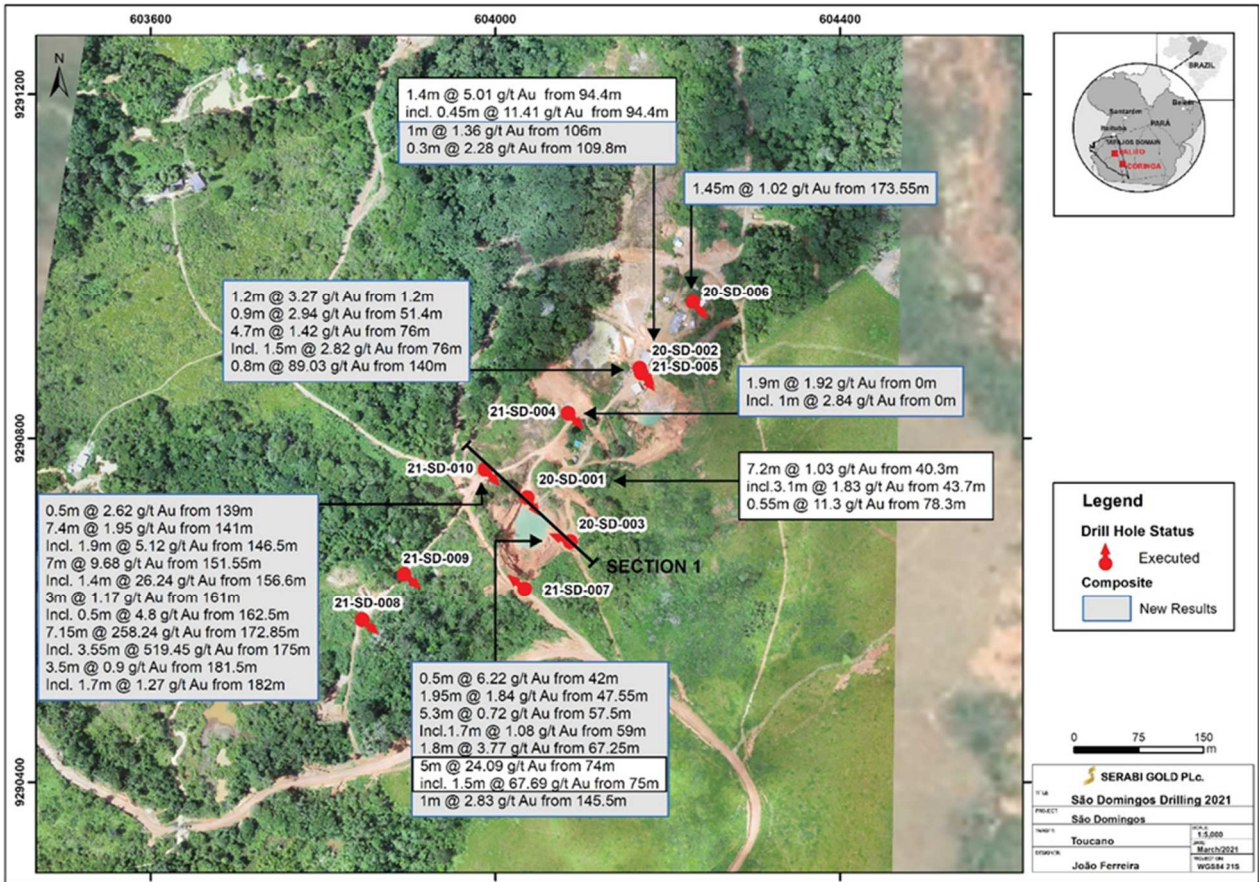 603600
604000
604400
9291200
9290800
9290400
N
1.4m @ 5.01 g/t Au from 94.4m
incl. 0.45m @ 11.41 g/t Au from 94.4m
1m @ 1.36 g/t Au from 106m
0.3m @ 2.28 g/t Au from 109.8m
1.45m @ 1.02 g/t Au from 173.55m
20-SD-006
1.2m @ 3.27 g/t Au from 1.2m
0.9m @ 2.94 g/t Au from 51.4m
4.7m @ 1.42 g/t Au from 76m
Incl. 1.5m @ 2.82 g/t Au from 76m
0.8m @ 89.03 g/t Au from 140m
20-SD-002
21-SD-005
21-SD-004
1.9m @ 1.92 g/t Au from 0m
Incl. 1m @ 2.84 g/t Au from 0m
21-SD-010
20-SD-001
7.2m @ 1.03 g/t Au from 40.3m
incl.3.1m @ 1.83 g/t Au from 43.7m
0.55m @ 11.3 g/t Au from 78.3m
20-SD-003
SECTION 1
21-SD-009
21-SD-007
21-SD-008
0.5m @ 2.62 g/t Au from 139m
7.4m @ 1.95 g/t Au from 141m
Incl. 1.9m @ 5.12 g/t Au from 146.5m
7m @ 9.68 g/t Au from 151.55m
Incl. 1.4m @ 26.24 g/t Au from 156.6m
3m @ 1.17 g/t Au from 161m
Incl. 0.5m @ 4.8 g/t Au from 162.5m
7.15m @ 258.24 g/t Au from 172.85m
Incl. 3.55m @ 519.45 g/t Au from 175m
3.5m @ 0.9 g/t Au from 181.5m
Incl. 1.7m @ 1.27 g/t Au from 182m
0.5m @ 6.22 g/t Au from 42m
1.95m @ 1.84 g/t Au from 47.55m
5.3m @ 0.72 g/t Au from 57.5m
Incl.1.7m @ 1.08 g/t Au from 59m
1.8m @ 3.77 g/t Au from 67.25m
5m @ 24.09 g/t Au from 74m
incl. 1.5m @ 67.69 g/t Au from 75m
1m @ 2.83 g/t Au from 145.5m
BRAZIL
Santarém
Belém
Itaituba
PARÁ
TAPAJOS DOMAIN
PALITO
CORINGA
Legend
Drill Hole Status
Executed
Composite
New Results
0 75 150
m
SERABI GOLD PLc.
São Domingos Drilling 2021
PROJECT:
São Domingos
Toucano
SCALE:
1:5,000
March/2021
João Ferreira
WGS84 21S